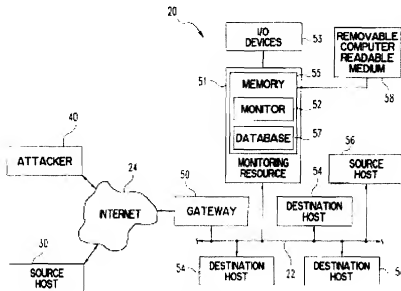 20
I/O
DEVICES
53
REMOVABLE
COMPUTER
READABLE
MEDIUM
58
51
55
MEMORY
MONITOR
52
DATABASE
57
MONITORING
RESOURCE
56
SOURCE
HOST
40
ATTACKER
24
INTERNET
50
GATEWAY
54
DESTINATION
HOST
30
SOURCE
HOST
22
54
DESTINATION
HOST
DESTINATION
HOST